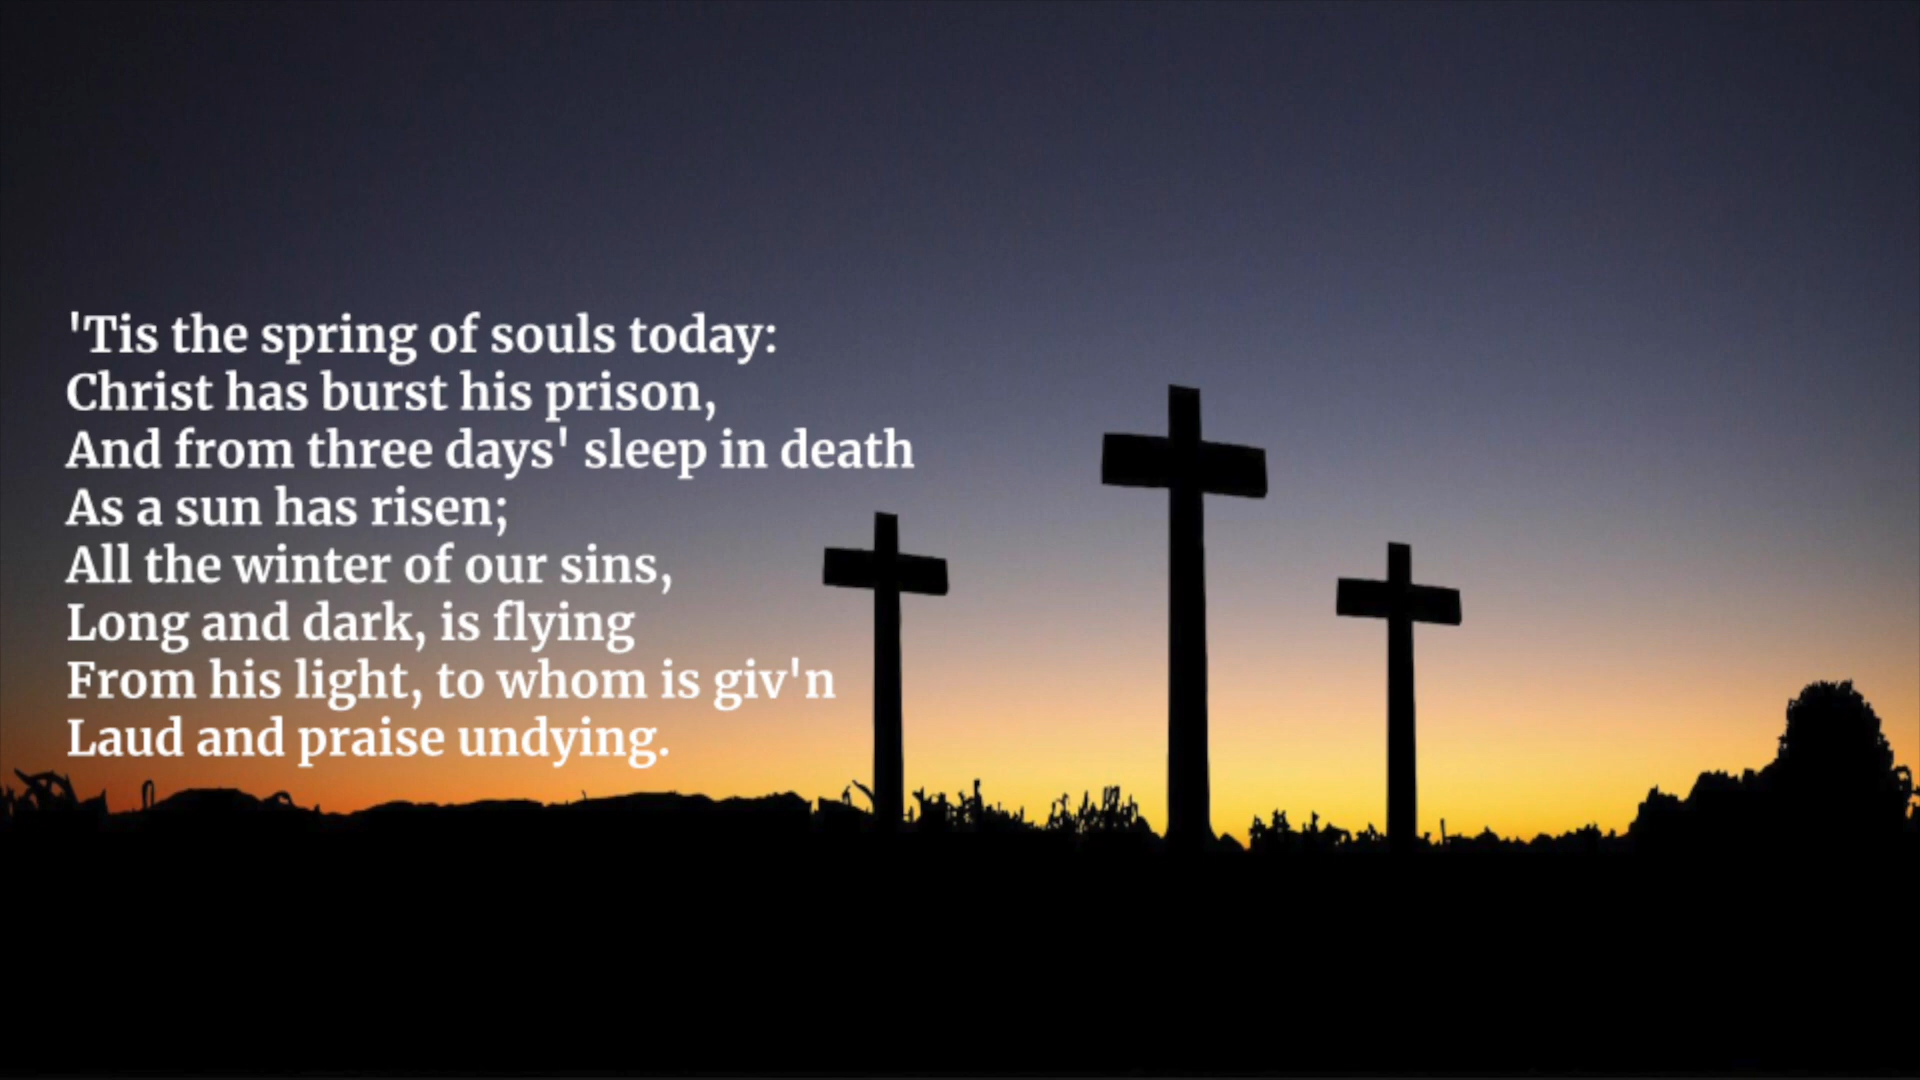 'Tis the spring of souls today:
Christ has burst his prison,
And from three days' sleep in death
As a sun has risen;
All the winter of our sins,
Long and dark, is flying
From his light, to whom is giv'n
Laud and praise undying.